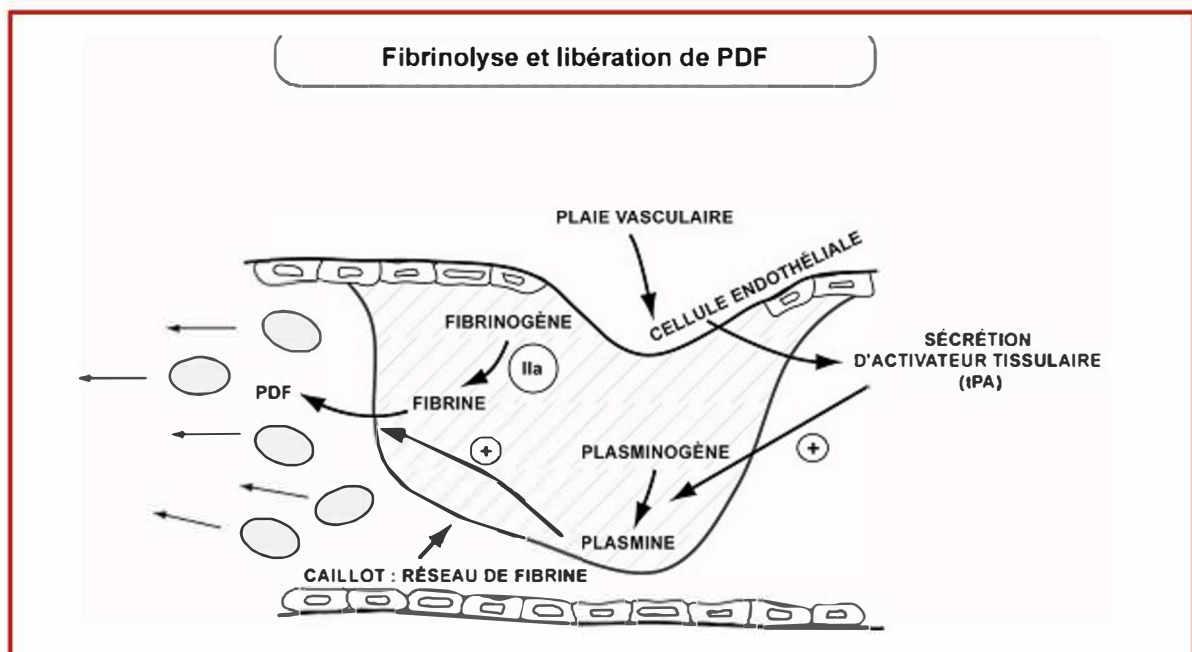 Fibrinolyse et libération de PDF
PLAIE VASCULAIRE
CELLULE ENDOTHÉLIALE
FIBRINOGÈNE
IIa
SÉCRÉTION
D'ACTIVATEUR TISSULAIRE
(tPA)
PDF
FIBRINE
+
PLASMINOGÈNE
+
PLASMINE
CAILLOT : RÉSEAU DE FIBRINE